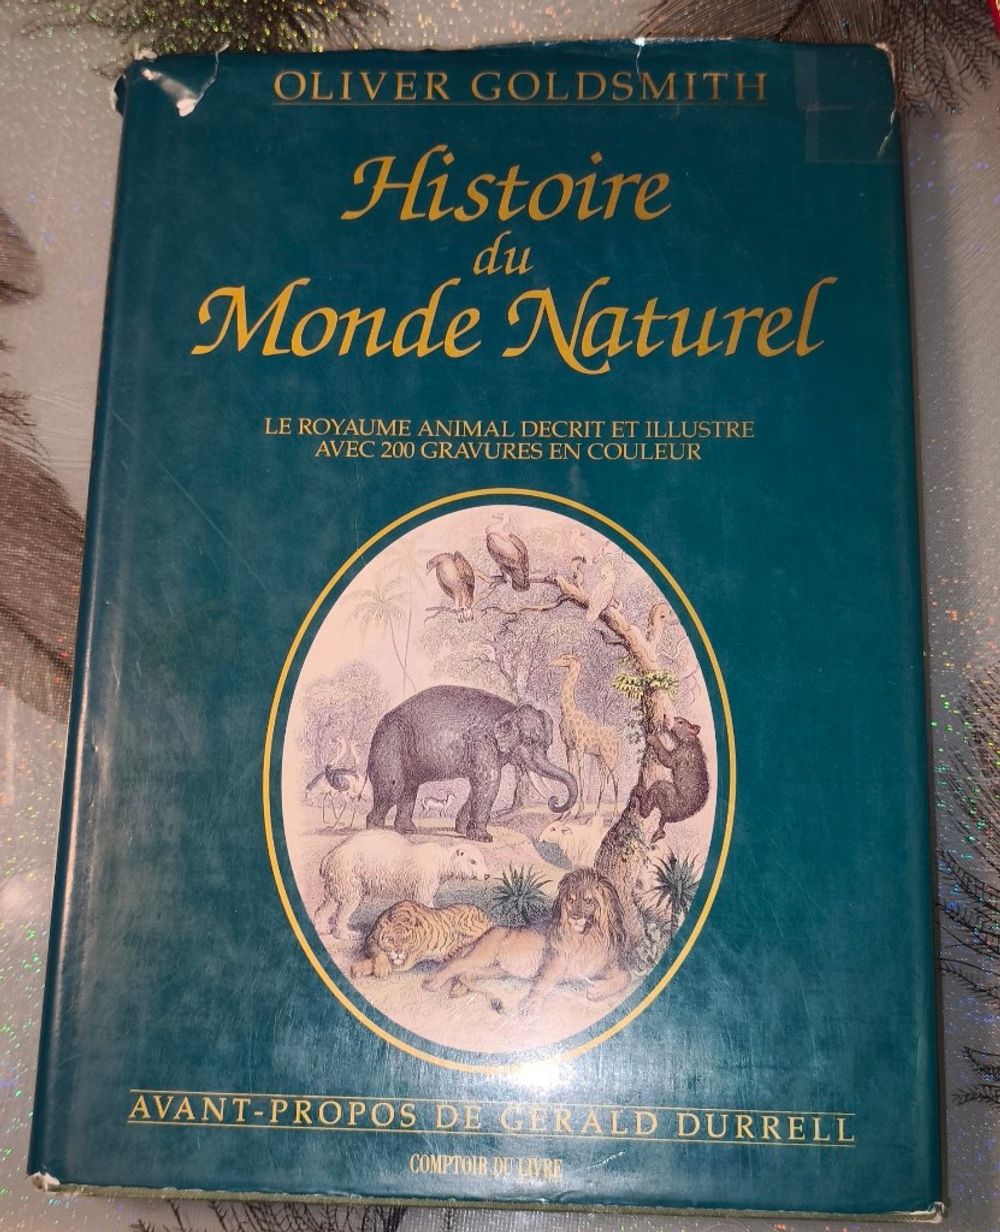 OLIVER GOLDSMITH
Histoire
du
Monde Naturel
LE ROYAUME ANIMAL DECRIT ET ILLUSTRE
AVEC 200 GRAVURES EN COULEUR
AVANT-PROPOS DE GERALD DURRELL
COMPTOIR DU LIVRE